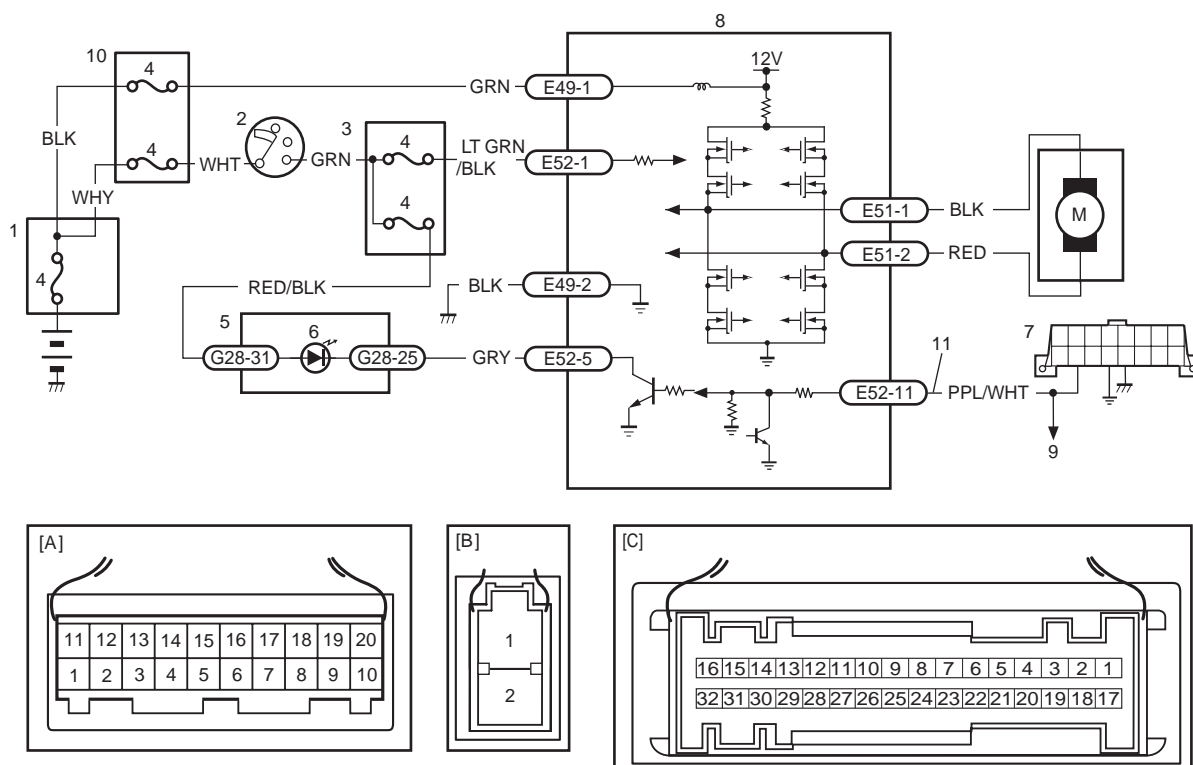 8
10
12V
4
GRN
E49-1
BLK
2
3
4
4
4
LT GRN
/BLK
E52-1
WHT
GRN
WHY
4
E51-1
BLK
M
1
4
E51-2
RED
BLK
E49-2
RED/BLK
5
6
7
G28-31
G28-25
GRY
E52-5
11
E52-11
PPL/WHT
9
[A]
11 12 13 14 15 16 17 18 19 20
1 2 3 4 5 6 7 8 9 10
[B]
1
2
[C]
16 15 14 13 12 11 10 9 8 7 6 5 4 3 2 1
32 31 30 29 28 27 26 25 24 23 22 21 20 19 18 17